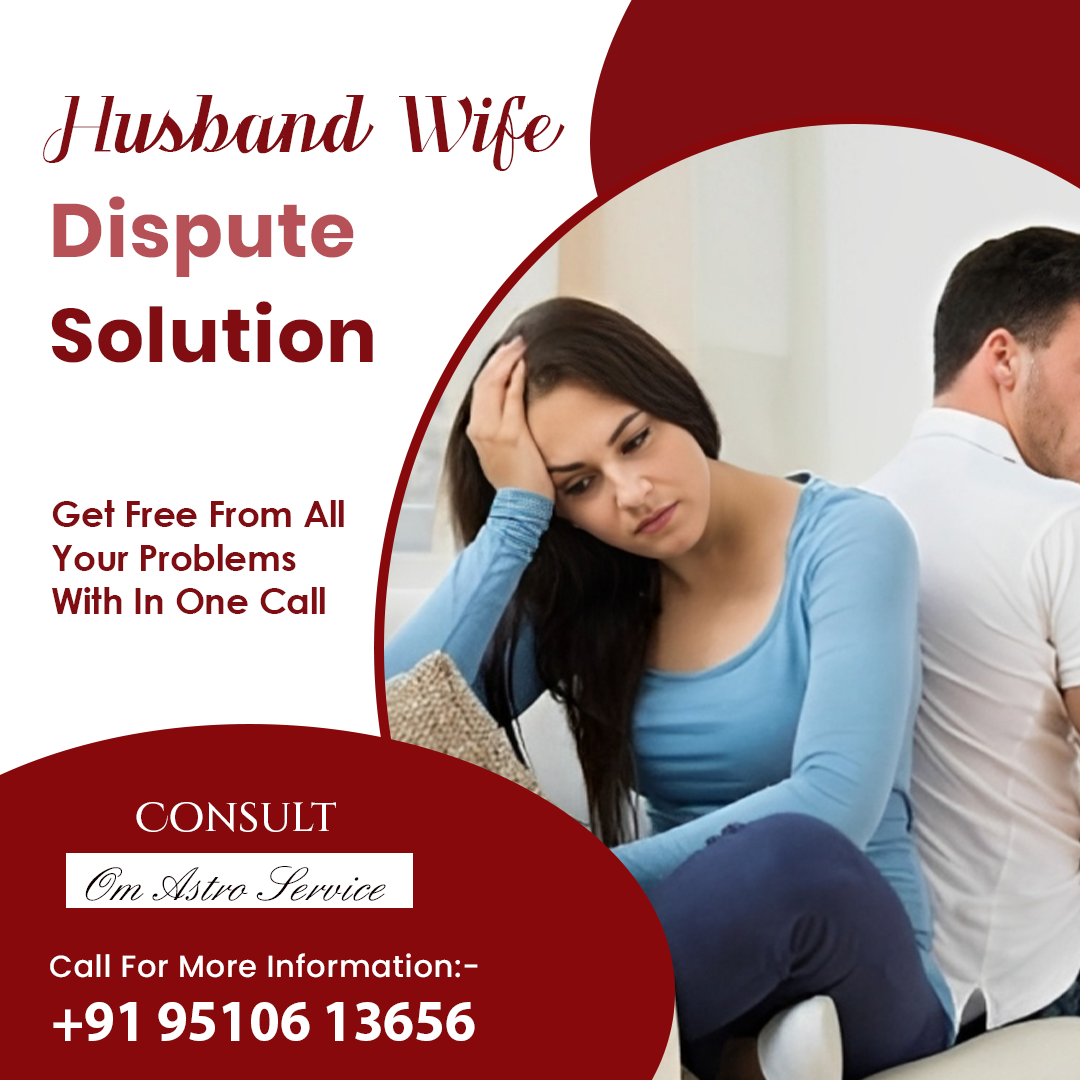 Husband Wife
Dispute
Solution
Get Free From All
Your Problems
With In One Call
CONSULT
Om Astro Service
Call For More Information:-
+91 95106 13656